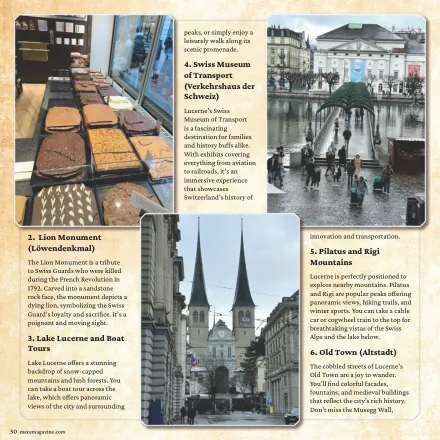 2.  Lion Monument
(Löwendenkmal)
The Lion Monument is a tribute
to Swiss Guards who were killed
during the French Revolution in
1792. Carved into a sandstone
rock face, the monument depicts a
dying lion, symbolizing the Swiss
Guard's loyalty and sacrifice. It's a
poignant and moving sight.
3. Lake Lucerne and Boat
Tours
Lake Lucerne offers a stunning
backdrop of snow-capped
mountains and lush forests. You
can take a boat tour across the
lake, which offers panoramic
views of the city and surrounding
peaks, or simply enjoy a
leisurely walk along its
scenic promenade.
4. Swiss Museum
of Transport
(Verkehrshaus der
Schweiz)
Lucerne's Swiss
Museum of Transport
is a fascinating
destination for families
and history buffs alike.
With exhibits covering
everything from aviation
to railroads, it's an
immersive experience
that showcases
Switzerland's history of
innovation and transportation.
5. Pilatus and Rigi
Mountains
Lucerne is perfectly positioned to
explore nearby mountains. Pilatus
and Rigi are popular peaks offering
panoramic views, hiking trails, and
winter sports. You can take a cable
car or cogwheel train to the top for
breathtaking vistas of the Swiss
Alps and the lake below.
6. Old Town (Altstadt)
The cobbled streets of Lucerne's
Old Town are a joy to wander.
You'll find colorful facades,
fountains, and medieval buildings
that reflect the city's rich history.
Don't miss the Musegg Wall,
50